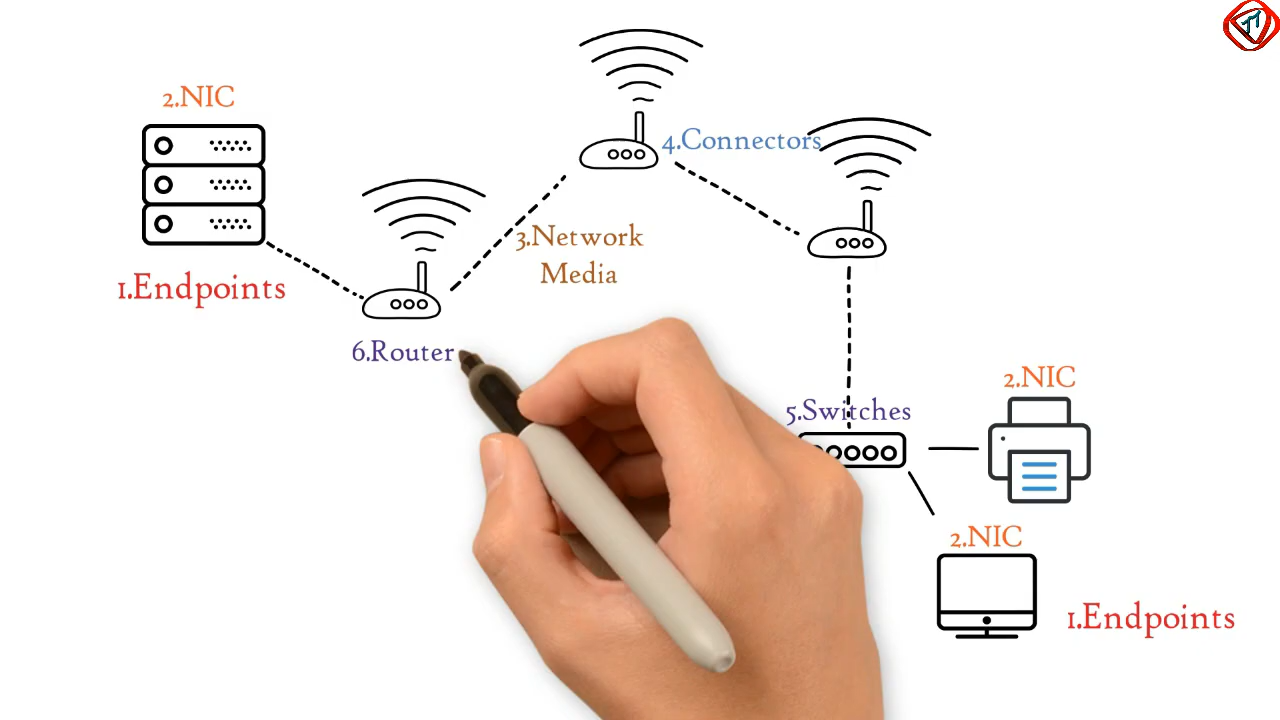 2.NIC
4.Connectors
3.Network
Media
1.Endpoints
6.Router
2.NIC
5.Switches
2.NIC
1.Endpoints